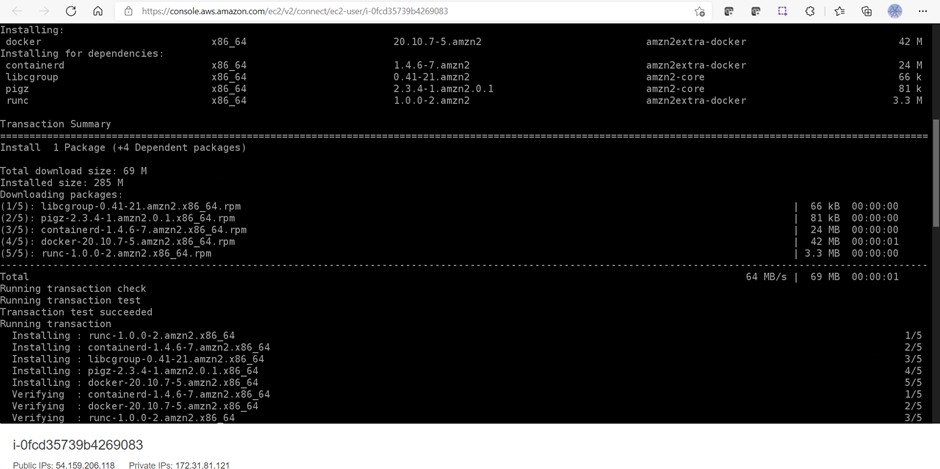 https://console.aws.amazon.com/ec2/v2/connect/ec2-user/i-0fcd35739b4269083
Installing:
docker x86_64 20.10.7-5.amzn2 amzn2extra-docker 42 M
Installing for dependencies:
containerd x86_64 1.4.6-7.amzn2 amzn2extra-docker 24 M
libcgroup x86_64 0.41-21.amzn2 amzn2-core 66 k
pigz x86_64 2.3.4-1.amzn2.0.1 amzn2-core 81 k
runc x86_64 1.0.0-2.amzn2 amzn2extra-docker 3.3 M
Transaction Summary
================================================================================
Install 1 Package (+4 Dependent packages)
Total download size: 69 M
Installed size: 285 M
Downloading packages:
(1/5): libcgroup-0.41-21.amzn2.x86_64.rpm | 66 kB 00:00:00
(2/5): pigz-2.3.4-1.amzn2.0.1.x86_64.rpm | 81 kB 00:00:00
(3/5): containerd-1.4.6-7.amzn2.x86_64.rpm | 24 MB 00:00:00
(4/5): docker-20.10.7-5.amzn2.x86_64.rpm | 42 MB 00:00:01
(5/5): runc-1.0.0-2.amzn2.x86_64.rpm | 3.3 MB 00:00:00
--------------------------------------------------------------------------------
Total 64 MB/s | 69 MB 00:00:01
Running transaction check
Running transaction test
Transaction test succeeded
Running transaction
Installing : runc-1.0.0-2.amzn2.x86_64 1/5
Installing : containerd-1.4.6-7.amzn2.x86_64 2/5
Installing : libcgroup-0.41-21.amzn2.x86_64 3/5
Installing : pigz-2.3.4-1.amzn2.0.1.x86_64 4/5
Installing : docker-20.10.7-5.amzn2.x86_64 5/5
Verifying : containerd-1.4.6-7.amzn2.x86_64 1/5
Verifying : docker-20.10.7-5.amzn2.x86_64 2/5
Verifying : runc-1.0.0-2.amzn2.x86_64 3/5
i-0fcd35739b4269083
Public IPs: 54.159.206.118 Private IPs: 172.31.81.121